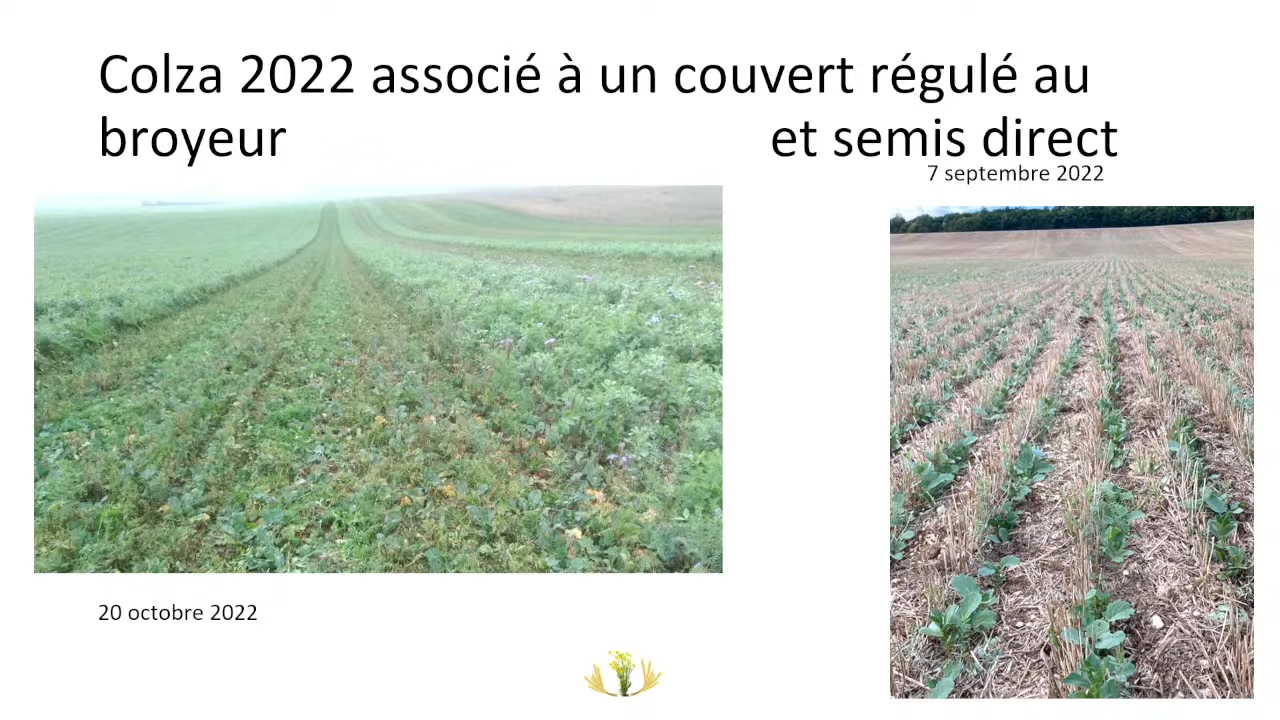 Colza 2022 associé à un couvert régulé au
broyeur et semis direct
7 septembre 2022
20 octobre 2022